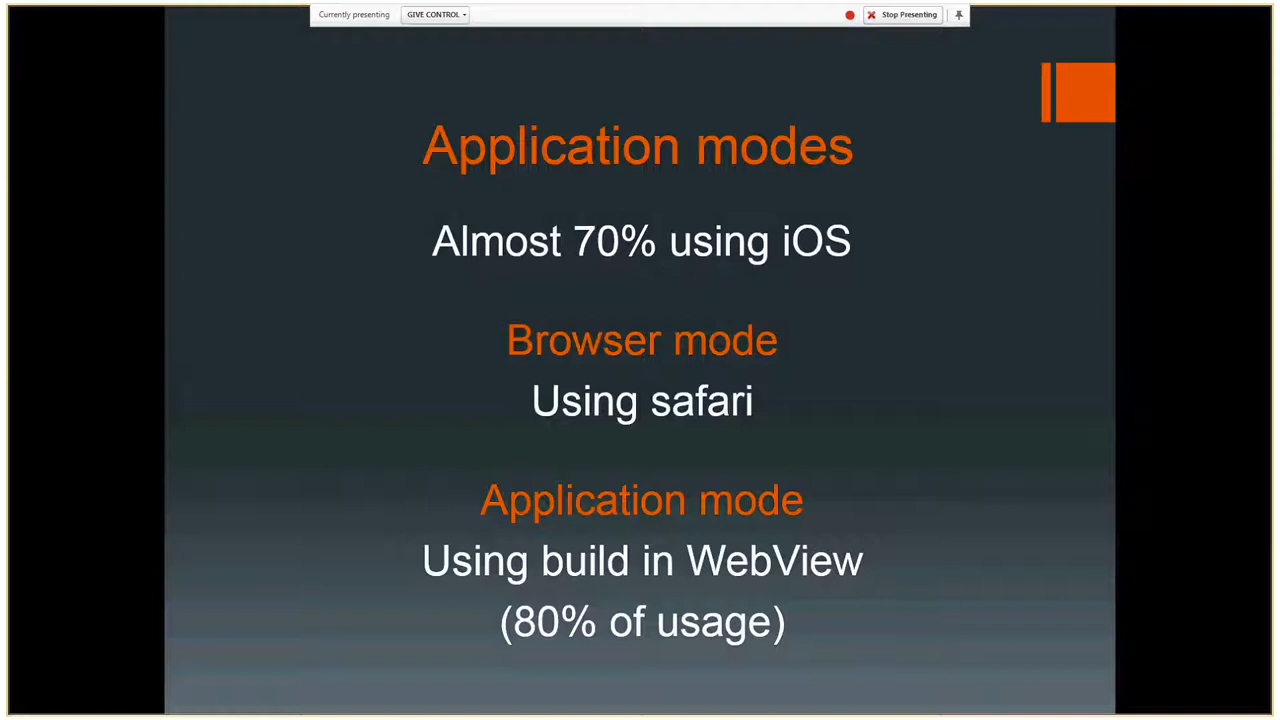 Currently presenting GIVE CONTROL Stop Presenting
Application modes
Almost 70% using iOS
Browser mode
Using safari
Application mode
Using build in WebView
(80% of usage)